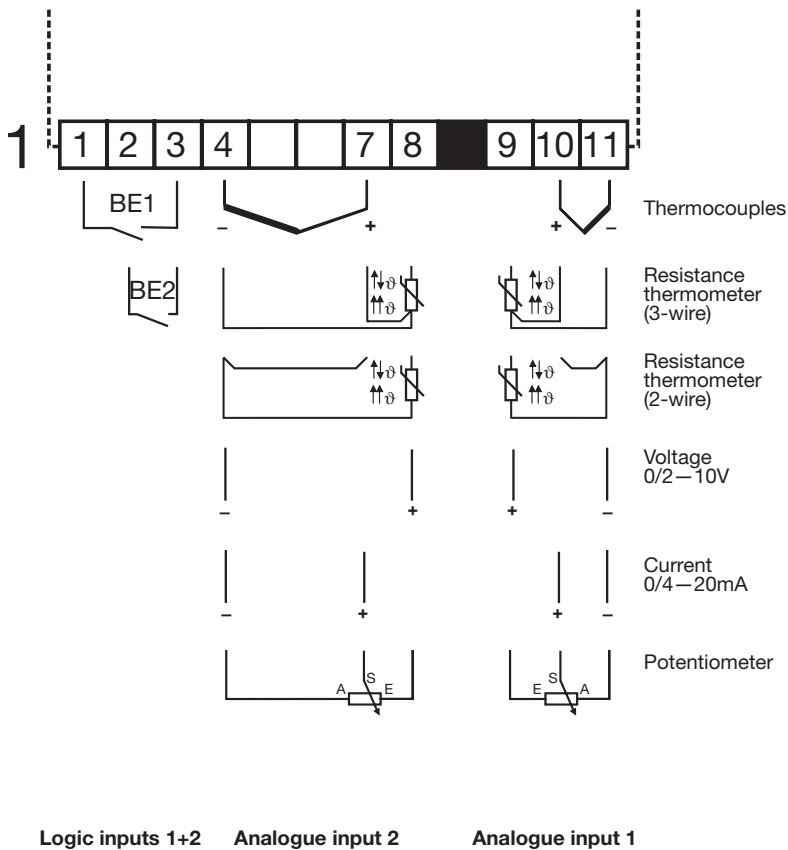 1 1 2 3 4 7 8 9 10 11
BE1
– + + –
Thermocouples
BE2
ϑ ϑ
ϑ ϑ
Resistance
thermometer
(3-wire)
ϑ ϑ
ϑ ϑ
Resistance
thermometer
(2-wire)
Voltage
0/2—10V
– + + –
Current
0/4—20mA
– + + –
Potentiometer
A S E E S A
Logic inputs 1+2 Analogue input 2 Analogue input 1